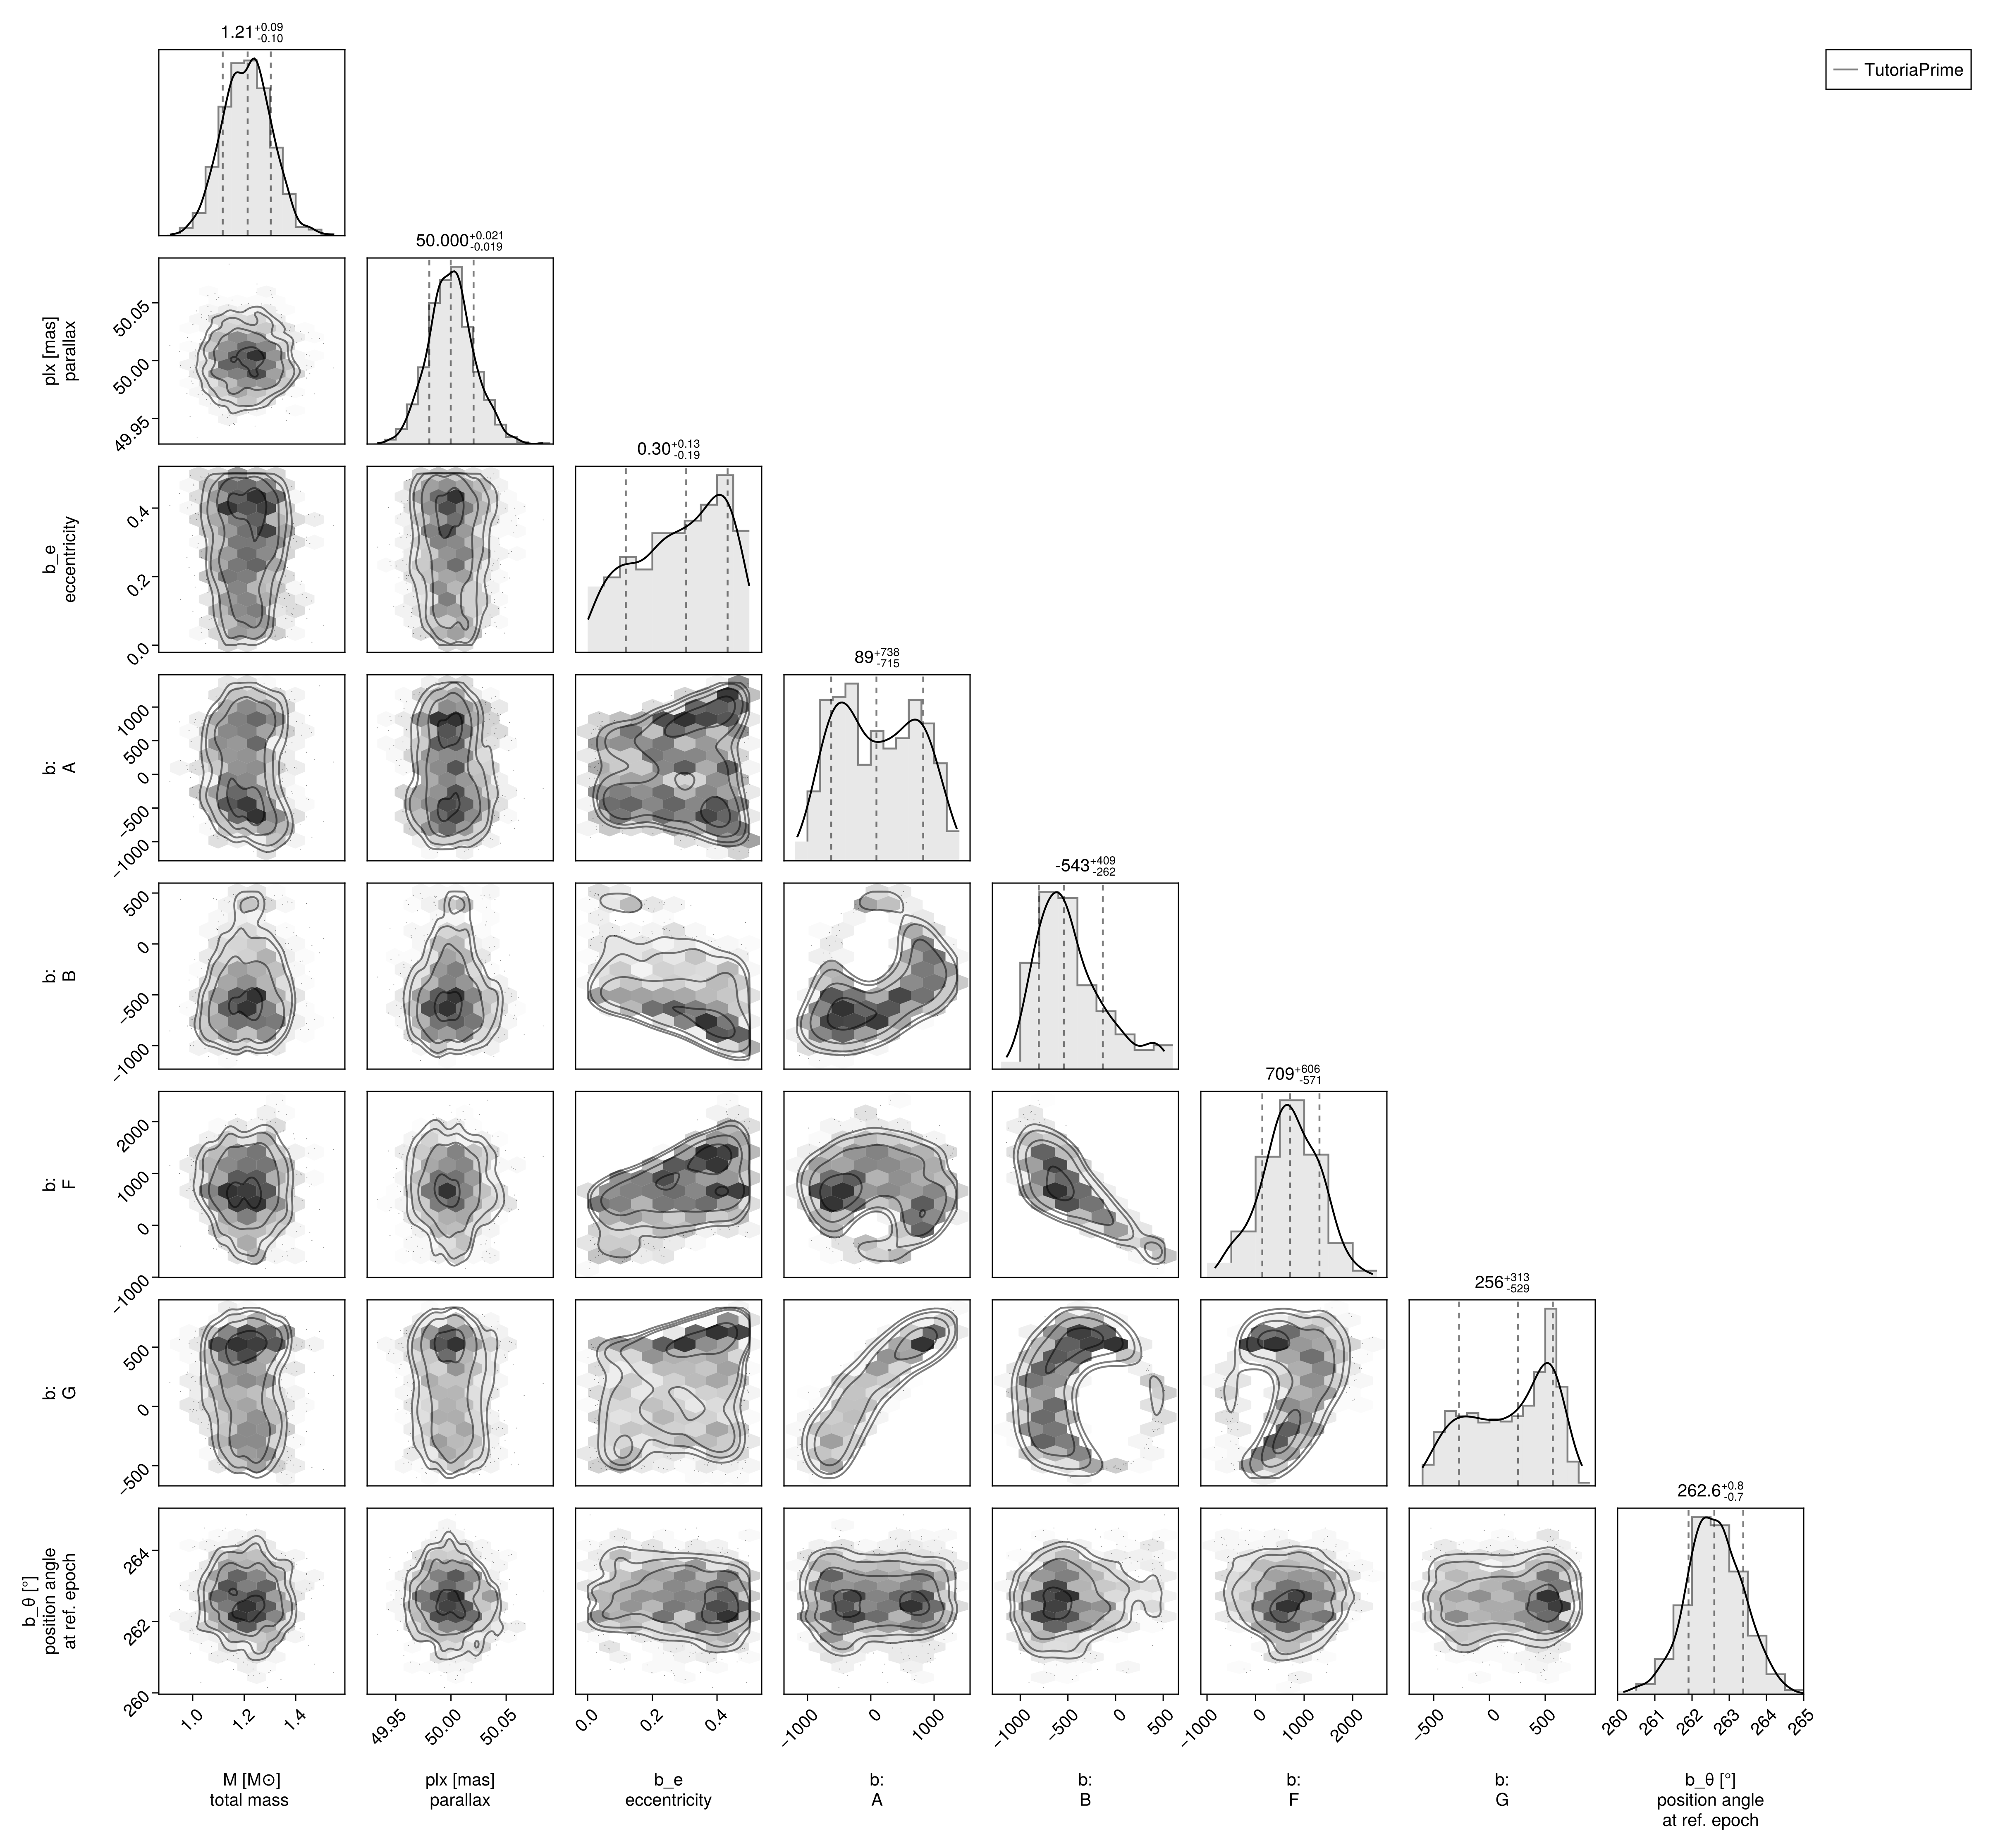 1.21+0.09
-0.10
TutoriaPrime
50.000+0.021
-0.019
plx [mas]
parallax
50.05
50.00
49.95
0.30+0.13
-0.19
b_e
eccentricity
0.4
0.2
0.0
89+738
-715
b:
A
1000
500
0
−500
−1000
-543+409
-262
b:
B
500
0
−500
−1000
709+606
-571
b:
F
2000
1000
0
−1000
256+313
-529
b:
G
500
0
−500
262.6+0.8
-0.7
b_θ [°]
position angle
at ref. epoch
264
262
260
1.0 1.2 1.4 49.95 50.00 50.05 0.0 0.2 0.4 −1000 0 1000 −1000 −500 0 500 −1000 0 1000 2000 −500 0 500 260 261 262 263 264 265
M [M⊙] plx [mas] b_e b: b: b: b: b_θ [°]
total mass parallax eccentricity A B F G position angle
at ref. epoch